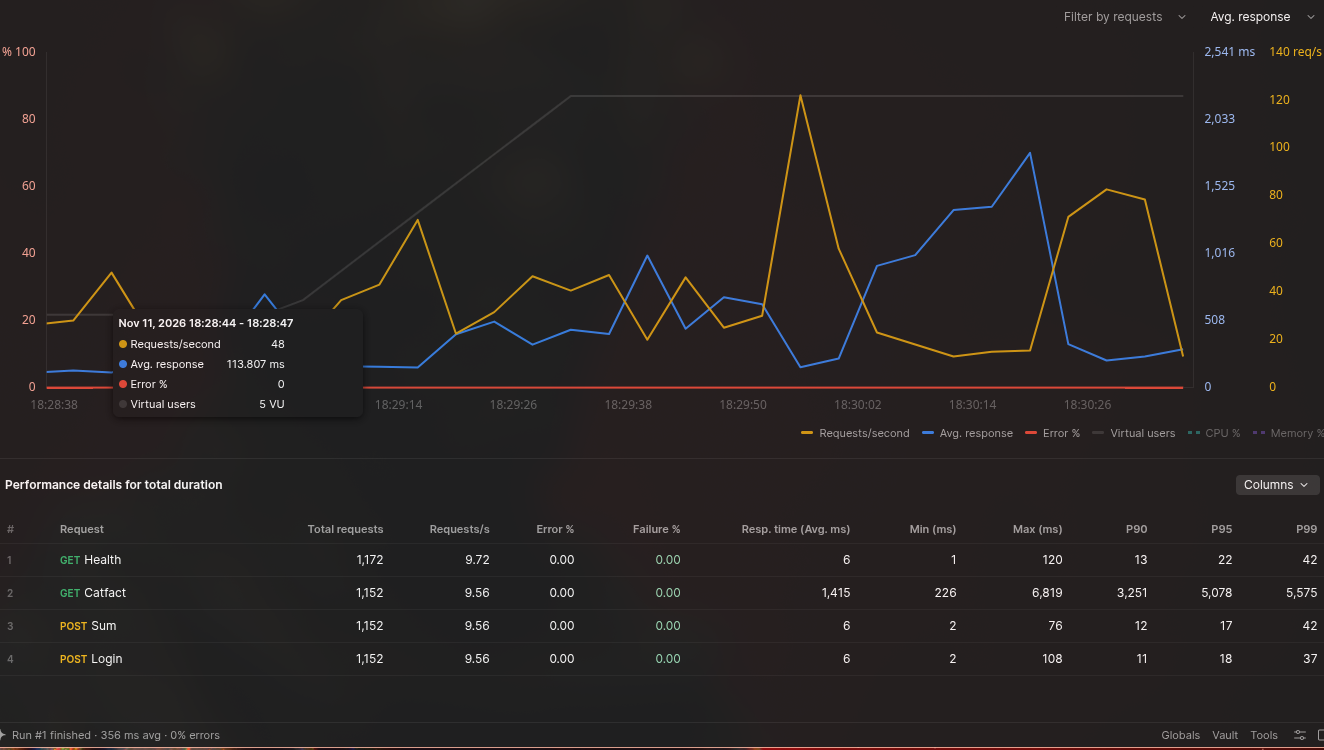 Filter by requests Avg. response
% 100 2,541 ms 140 req/s
120
80 2,033
100
60 1,525 80
60
40 1,016
40
20 508
20
0 0 0
Nov 11, 2026 18:28:44 - 18:28:47
Requests/second 48
Avg. response 113.807 ms
Error % 0
Virtual users 5 VU
18:28:38 18:29:14 18:29:26 18:29:38 18:29:50 18:30:02 18:30:14 18:30:26
Requests/second Avg. response Error % Virtual users CPU % Memory %
Performance details for total duration Columns
# Request Total requests Requests/s Error % Failure % Resp. time (Avg. ms) Min (ms) Max (ms) P90 P95 P99
1 GET Health 1,172 9.72 0.00 0.00 6 1 120 13 22 42
2 GET Catfact 1,152 9.56 0.00 0.00 1,415 226 6,819 3,251 5,078 5,575
3 POST Sum 1,152 9.56 0.00 0.00 6 2 76 12 17 42
4 POST Login 1,152 9.56 0.00 0.00 6 2 108 11 18 37
Run #1 finished · 356 ms avg · 0% errors Globals Vault Tools